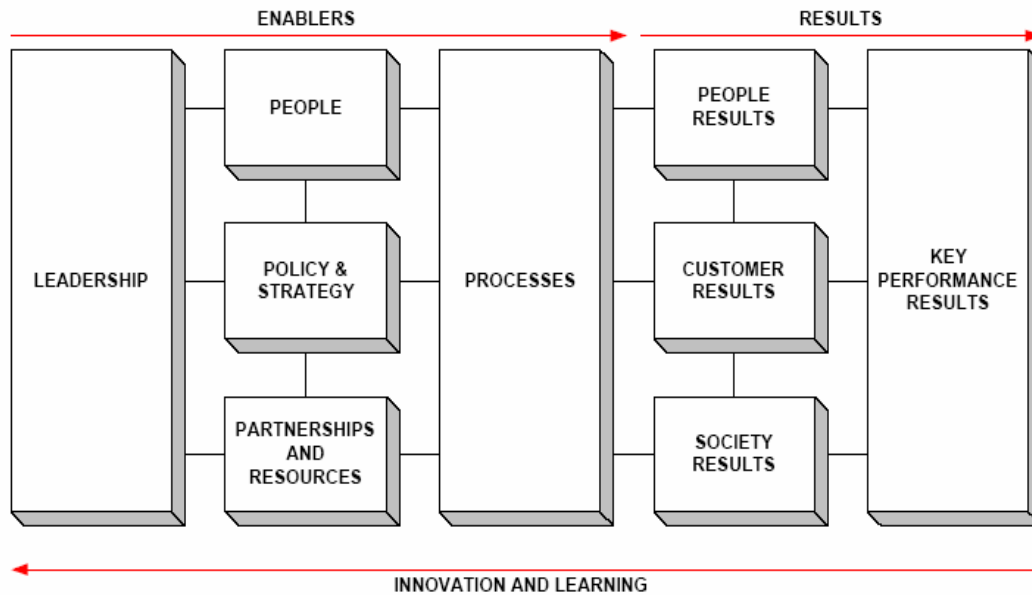 ENABLERS
RESULTS
LEADERSHIP
PEOPLE
POLICY &
STRATEGY
PARTNERSHIPS
AND
RESOURCES
PROCESSES
PEOPLE
RESULTS
CUSTOMER
RESULTS
SOCIETY
RESULTS
KEY
PERFORMANCE
RESULTS
INNOVATION AND LEARNING